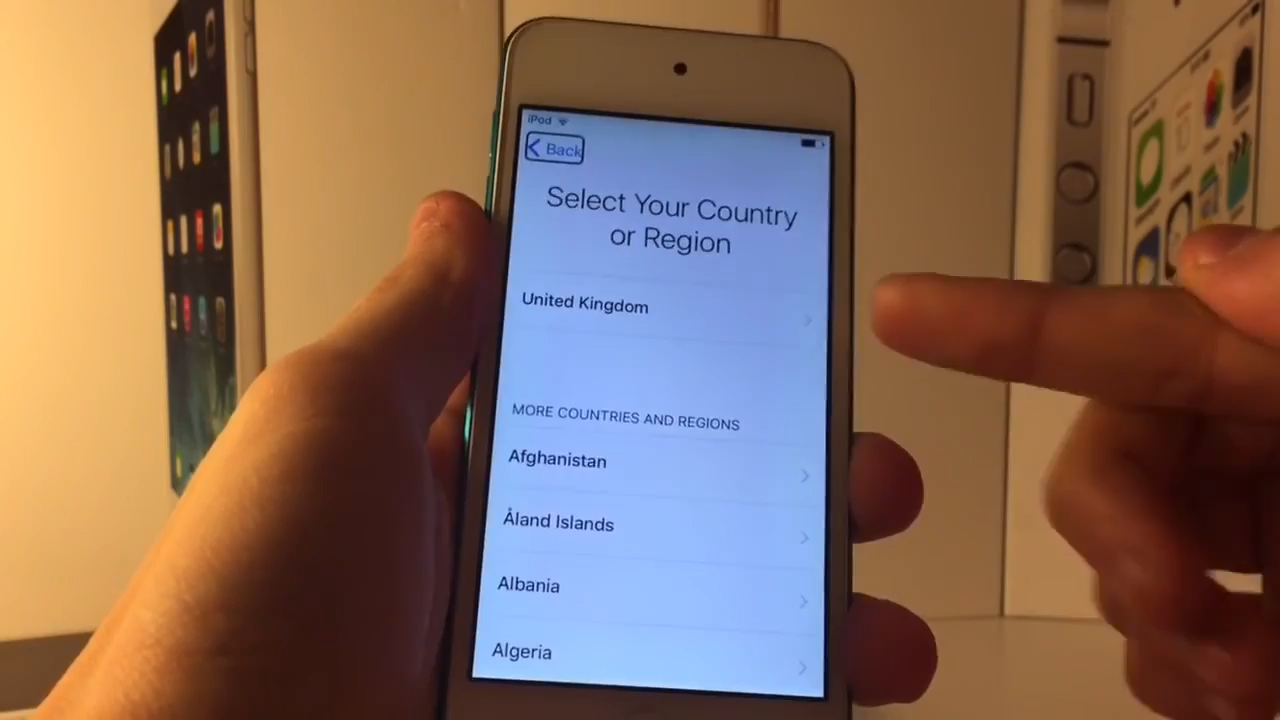 iPod
Back
Select Your Country
or Region
United Kingdom
MORE COUNTRIES AND REGIONS
Afghanistan
Åland Islands
Albania
Algeria